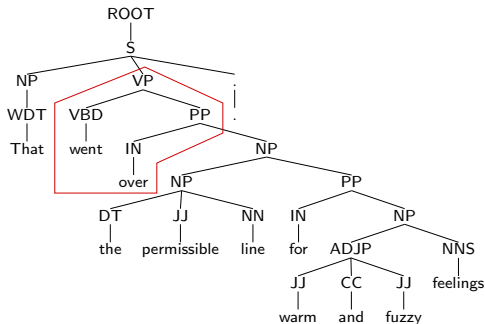 ROOT
S
NP VP .
WDT VBD PP .
That went IN NP
over NP PP
DT JJ NN IN NP
the permissible line for ADJP NNS
JJ CC JJ feelings
warm and fuzzy